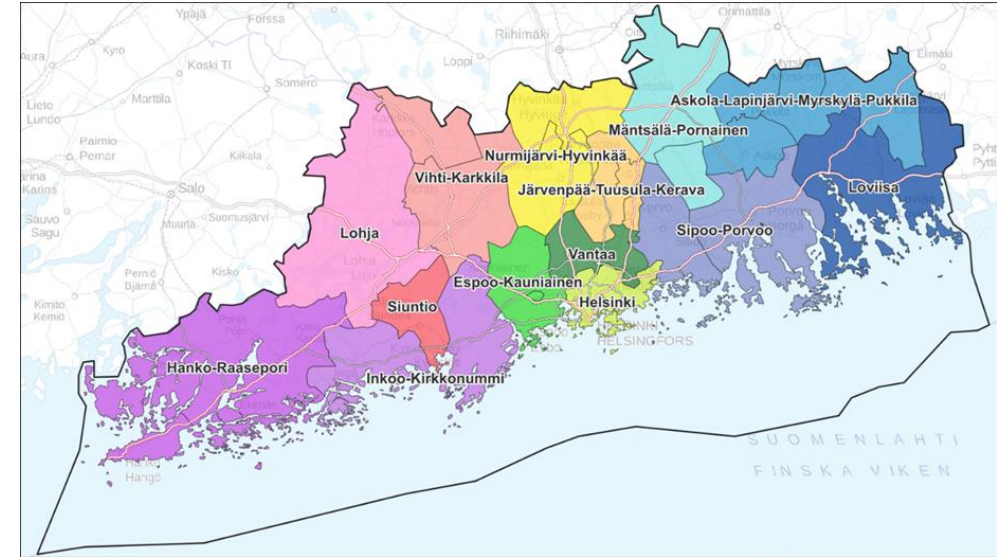 Ypäjä
Forssa
Orimattila
Aura
Kyro
Riihimäki
Koski Tl
Loppi
Elimäki
Somero
Lieto
Lundo
Marttila
Askola-Lapinjärvi-Myrskylä-Pukkila
Mäntsälä-Pornainen
Paimio
Pemar
Kiikala
Nurmijärvi-Hyvinkää
Vihti-Karkkila
Järvenpää-Tuusula-Kerava
Salo
Loviisa
Sauvo
Sagu
Muurla
Suomusjärvi
Lohja
Sipoo-Porvoo
Vantaa
Perniö
Bjärnå
Kisko
Espoo-Kauniainen
Kimito
Kemiö
Siuntio
Helsinki
HELSINKI
HELSINGFORS
Hanko-Raasepori
Inkoo-Kirkkonummi
SUOMENLAHTI
FINSKA VIKEN
Hanko
Hangö